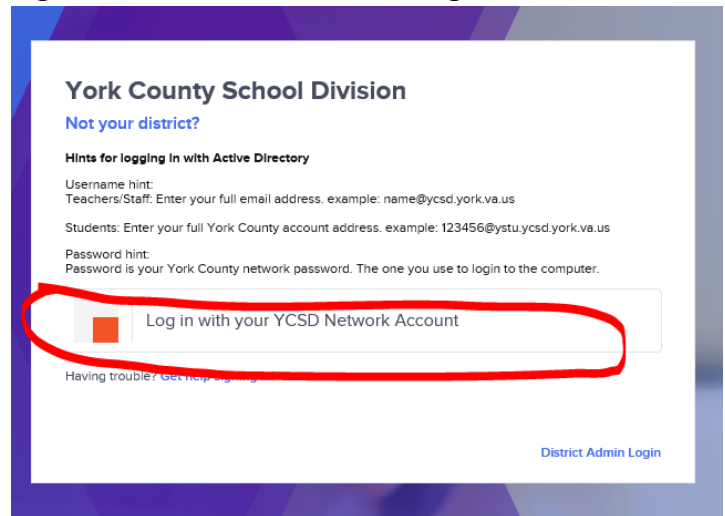 York County School Division
Not your district?
Hints for logging in with Active Directory
Username hint:
Teachers/Staff: Enter your full email address. example: name@ycsd.york.va.us
Students: Enter your full York County account address. example: 123456@ystu.ycsd.york.va.us
Password hint:
Password is your York County network password. The one you use to login to the computer.
Log in with your YCSD Network Account
Having trouble? Get help
District Admin Login